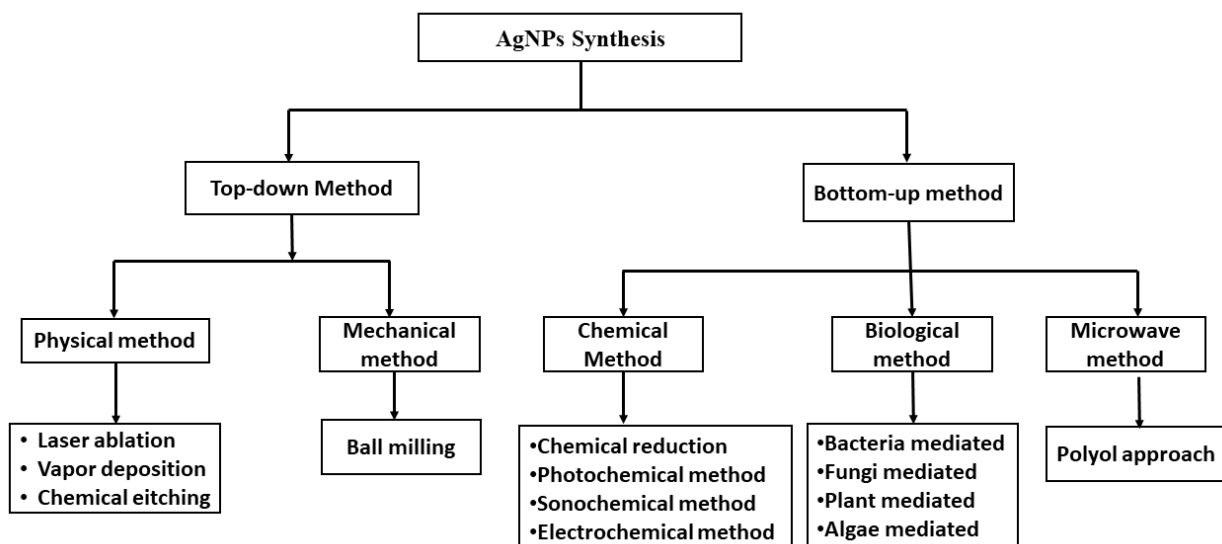 AgNPs Synthesis
Top-down Method
Bottom-up method
Physical method
Mechanical
method
Chemical
Method
Biological
method
Microwave
method
• Laser ablation
• Vapor deposition
• Chemical eitching
Ball milling
•Chemical reduction
•Photochemical method
•Sonochemical method
•Electrochemical method
•Bacteria mediated
•Fungi mediated
•Plant mediated
•Algae mediated
Polyol approach